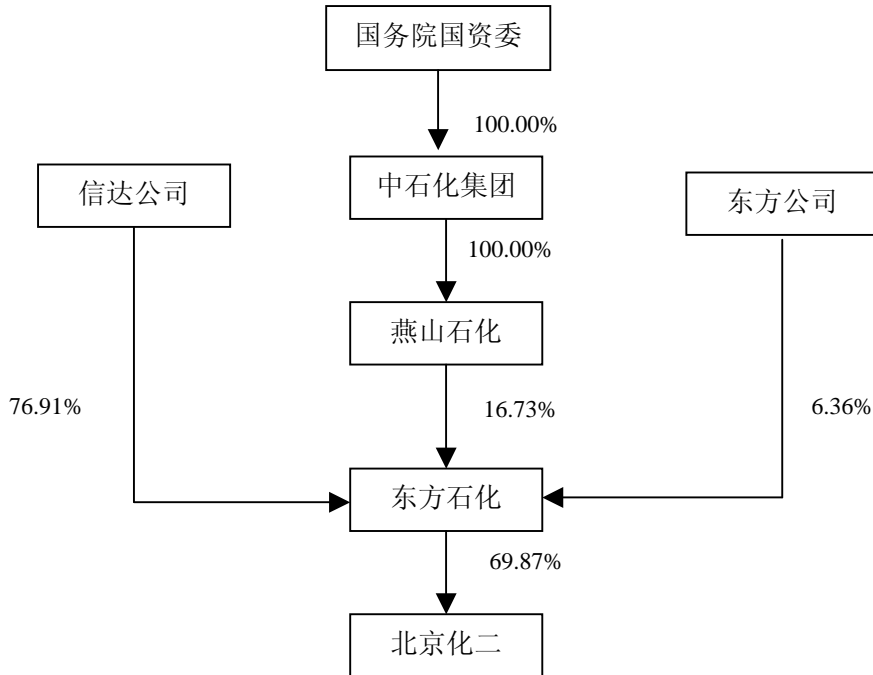 国务院国资委
100.00%
信达公司
中石化集团
东方公司
100.00%
燕山石化
76.91%
16.73%
6.36%
东方石化
69.87%
北京化二